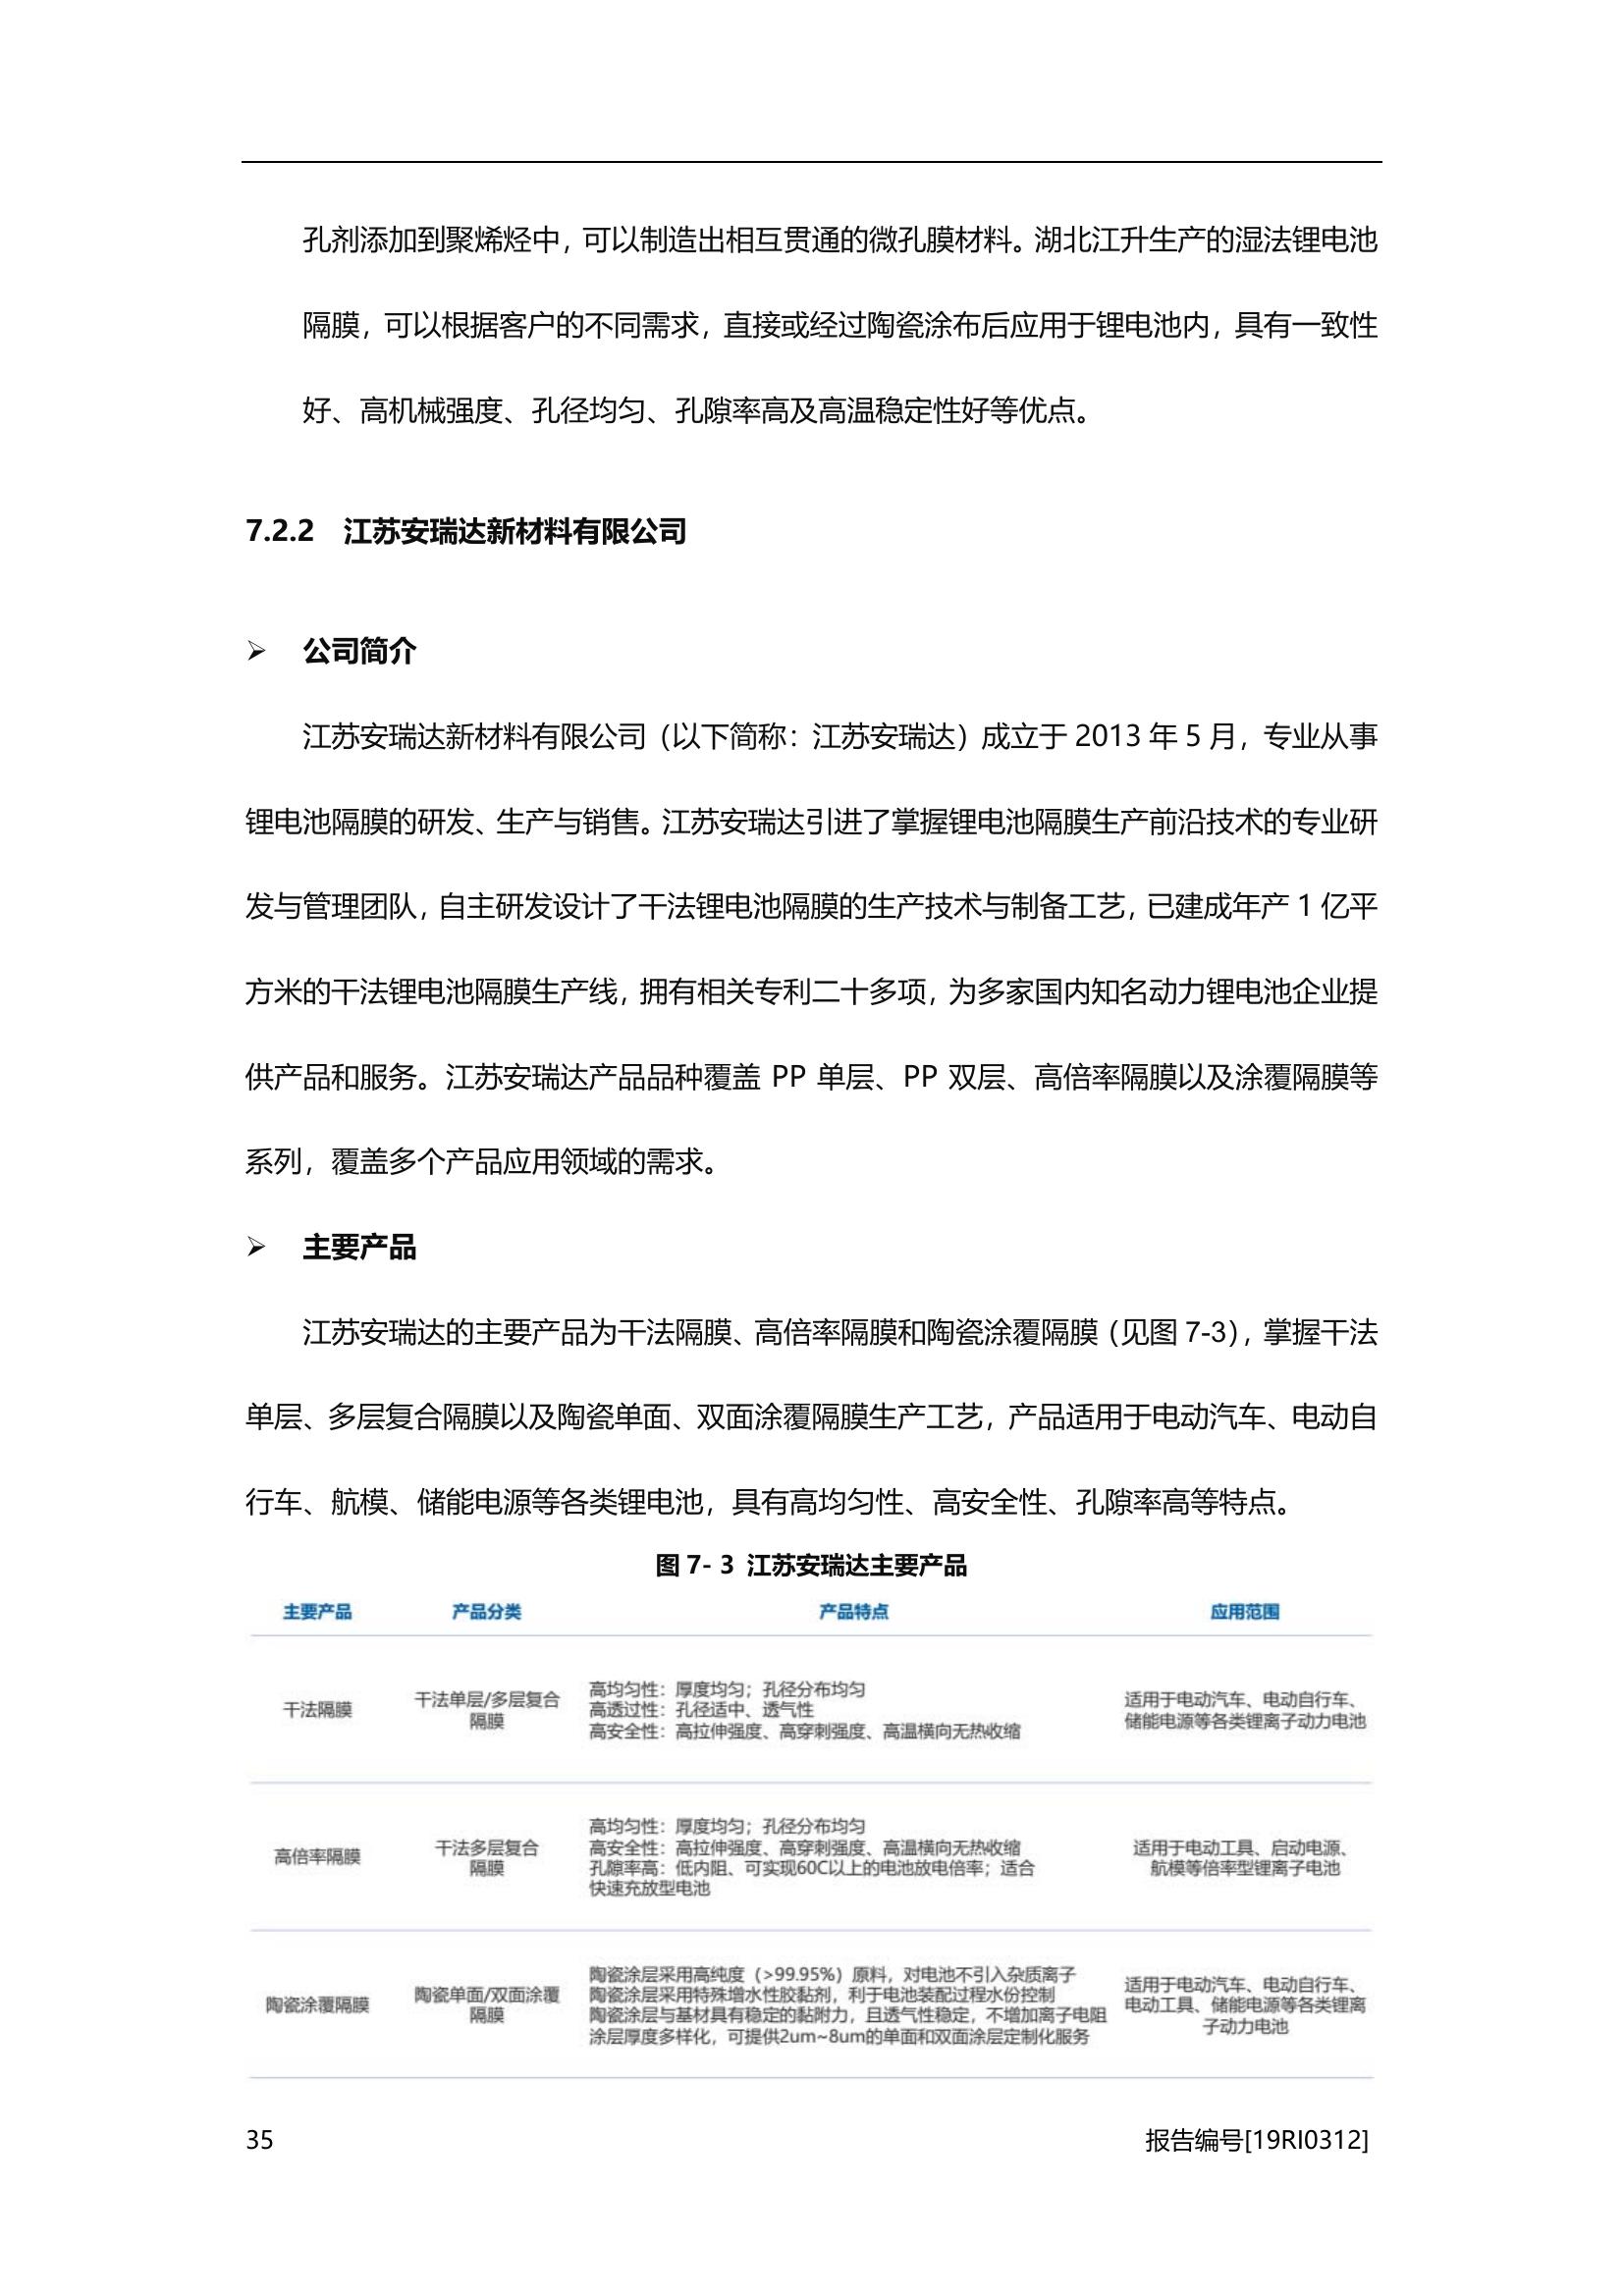 孔剂添加到聚烯烃中，可以制造出相互贯通的微孔膜材料。湖北江升生产的湿法锂电池
隔膜，可以根据客户的不同需求，直接或经过陶瓷涂布后应用于锂电池内，具有一致性
好、高机械强度、孔径均匀、孔隙率高及高温稳定性好等优点。
7.2.2 江苏安瑞达新材料有限公司
➢ 公司简介
江苏安瑞达新材料有限公司（以下简称：江苏安瑞达）成立于 2013 年 5 月，专业从事
锂电池隔膜的研发、生产与销售。江苏安瑞达引进了掌握锂电池隔膜生产前沿技术的专业研
发与管理团队，自主研发设计了干法锂电池隔膜的生产技术与制备工艺，已建成年产 1 亿平
方米的干法锂电池隔膜生产线，拥有相关专利二十多项，为多家国内知名动力锂电池企业提
供产品和服务。江苏安瑞达产品品种覆盖 PP 单层、PP 双层、高倍率隔膜以及涂覆隔膜等
系列，覆盖多个产品应用领域的需求。
➢ 主要产品
江苏安瑞达的主要产品为干法隔膜、高倍率隔膜和陶瓷涂覆隔膜（见图 7-3），掌握干法
单层、多层复合隔膜以及陶瓷单面、双面涂覆隔膜生产工艺，产品适用于电动汽车、电动自
行车、航模、储能电源等各类锂电池，具有高均匀性、高安全性、孔隙率高等特点。
图 7- 3 江苏安瑞达主要产品
主要产品 产品分类 产品特点 应用范围
干法隔膜
干法单层/多层复合
隔膜
高均匀性：厚度均匀；孔径分布均匀
高透过性：孔径适中、透气性
高安全性：高拉伸强度、高穿刺强度、高温横向无热收缩
适用于电动汽车、电动自行车、
储能电源等各类锂离子动力电池
高倍率隔膜
干法多层复合
隔膜
高均匀性：厚度均匀；孔径分布均匀
高安全性：高拉伸强度、高穿刺强度、高温横向无热收缩
孔隙率高：低内阻、可实现60C以上的电池放电倍率；适合
快速充放型电池
适用于电动工具、启动电源、
航模等倍率型锂离子电池
陶瓷涂覆隔膜
陶瓷单面/双面涂覆
隔膜
陶瓷涂层采用高纯度（>99.95%）原料，对电池不引入杂质离子
陶瓷涂层采用特殊增水性胶黏剂，利于电池装配过程水份控制
陶瓷涂层与基材具有稳定的黏附力，且透气性稳定，不增加离子电阻
涂层厚度多样化，可提供2um~8um的单面和双面涂层定制化服务
适用于电动汽车、电动自行车、
电动工具、储能电源等各类锂离
子动力电池
35
报告编号[19RI0312]